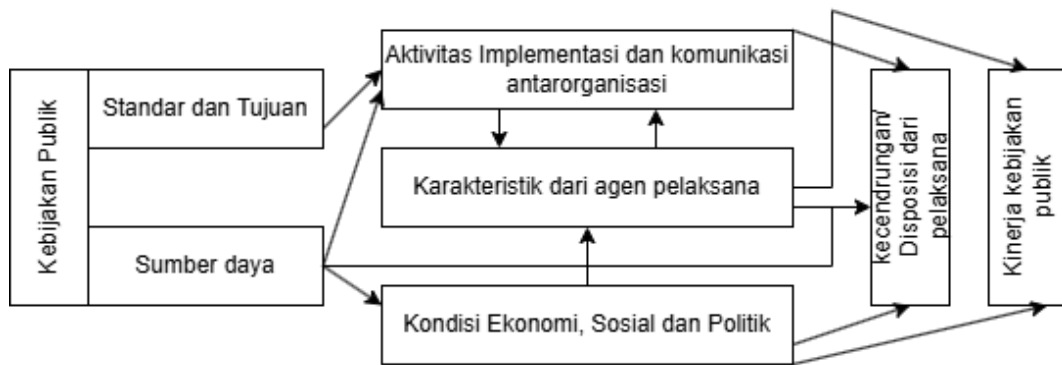 Kebijakan Publik
Standar dan Tujuan
Sumber daya
Aktivitas Implementasi dan komunikasi
antarorganisasi
Karakteristik dari agen pelaksana
Kondisi Ekonomi, Sosial dan Politik
kecendrungan/
Disposisi dari
pelaksana
Kinerja kebijakan
publik